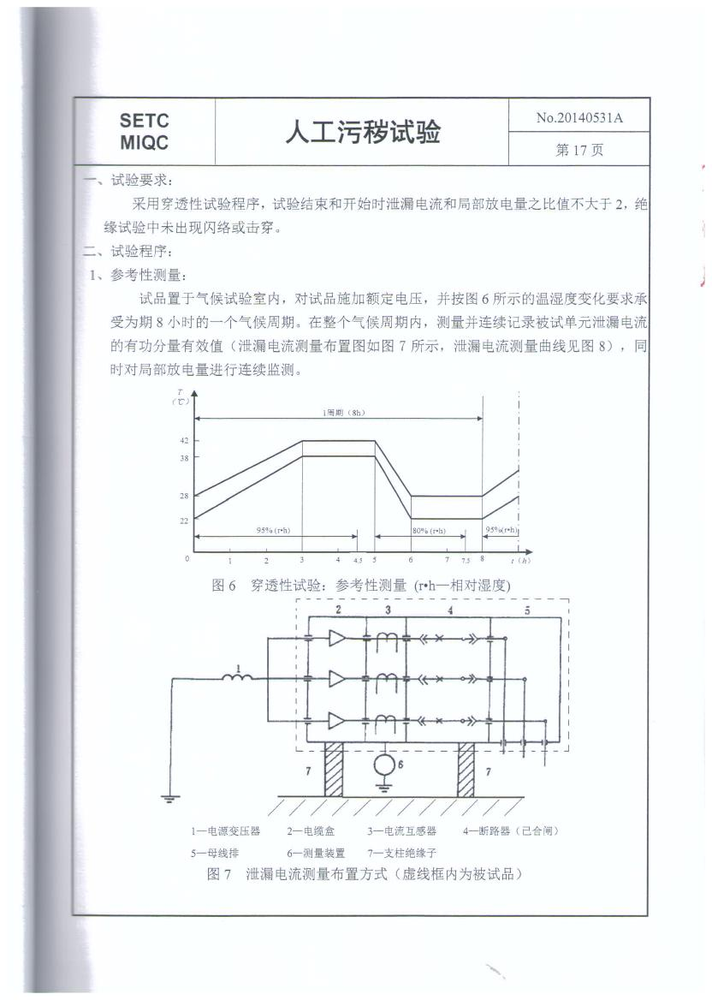 SETC
MIQC
人工污秽试验
No.20140531A
第 17 页
一、试验要求：
采用穿透性试验程序，试验结束和开始时泄漏电流和局部放电量之比值不大于 2，绝
缘试验中未出现闪络或击穿。
二、试验程序：
1、参考性测量：
试品置于气候试验室内，对试品施加额定电压，并按图 6 所示的温湿度变化要求承
受为期 8 小时的一个气候周期。在整个气候周期内，测量并连续记录被试单元泄漏电流
的有功分量有效值（泄漏电流测量布置图如图 7 所示，泄漏电流测量曲线见图 8），同
时对局部放电量进行连续监测。
T
(℃)
1周期（8h）
42
38
28
22
95% (r•h)
80% (r•h)
95%(r•h)
0 1 2 3 4 4.5 5 6 7 7.5 8 t (h)
图 6 穿透性试验：参考性测量 (r•h—相对湿度)
2 3 4 5
1
7 6 7
1—电源变压器 2—电缆盒 3—电流互感器 4—断路器（已合闸）
5—母线排 6—测量装置 7—支柱绝缘子
图 7 泄漏电流测量布置方式（虚线框内为被试品）